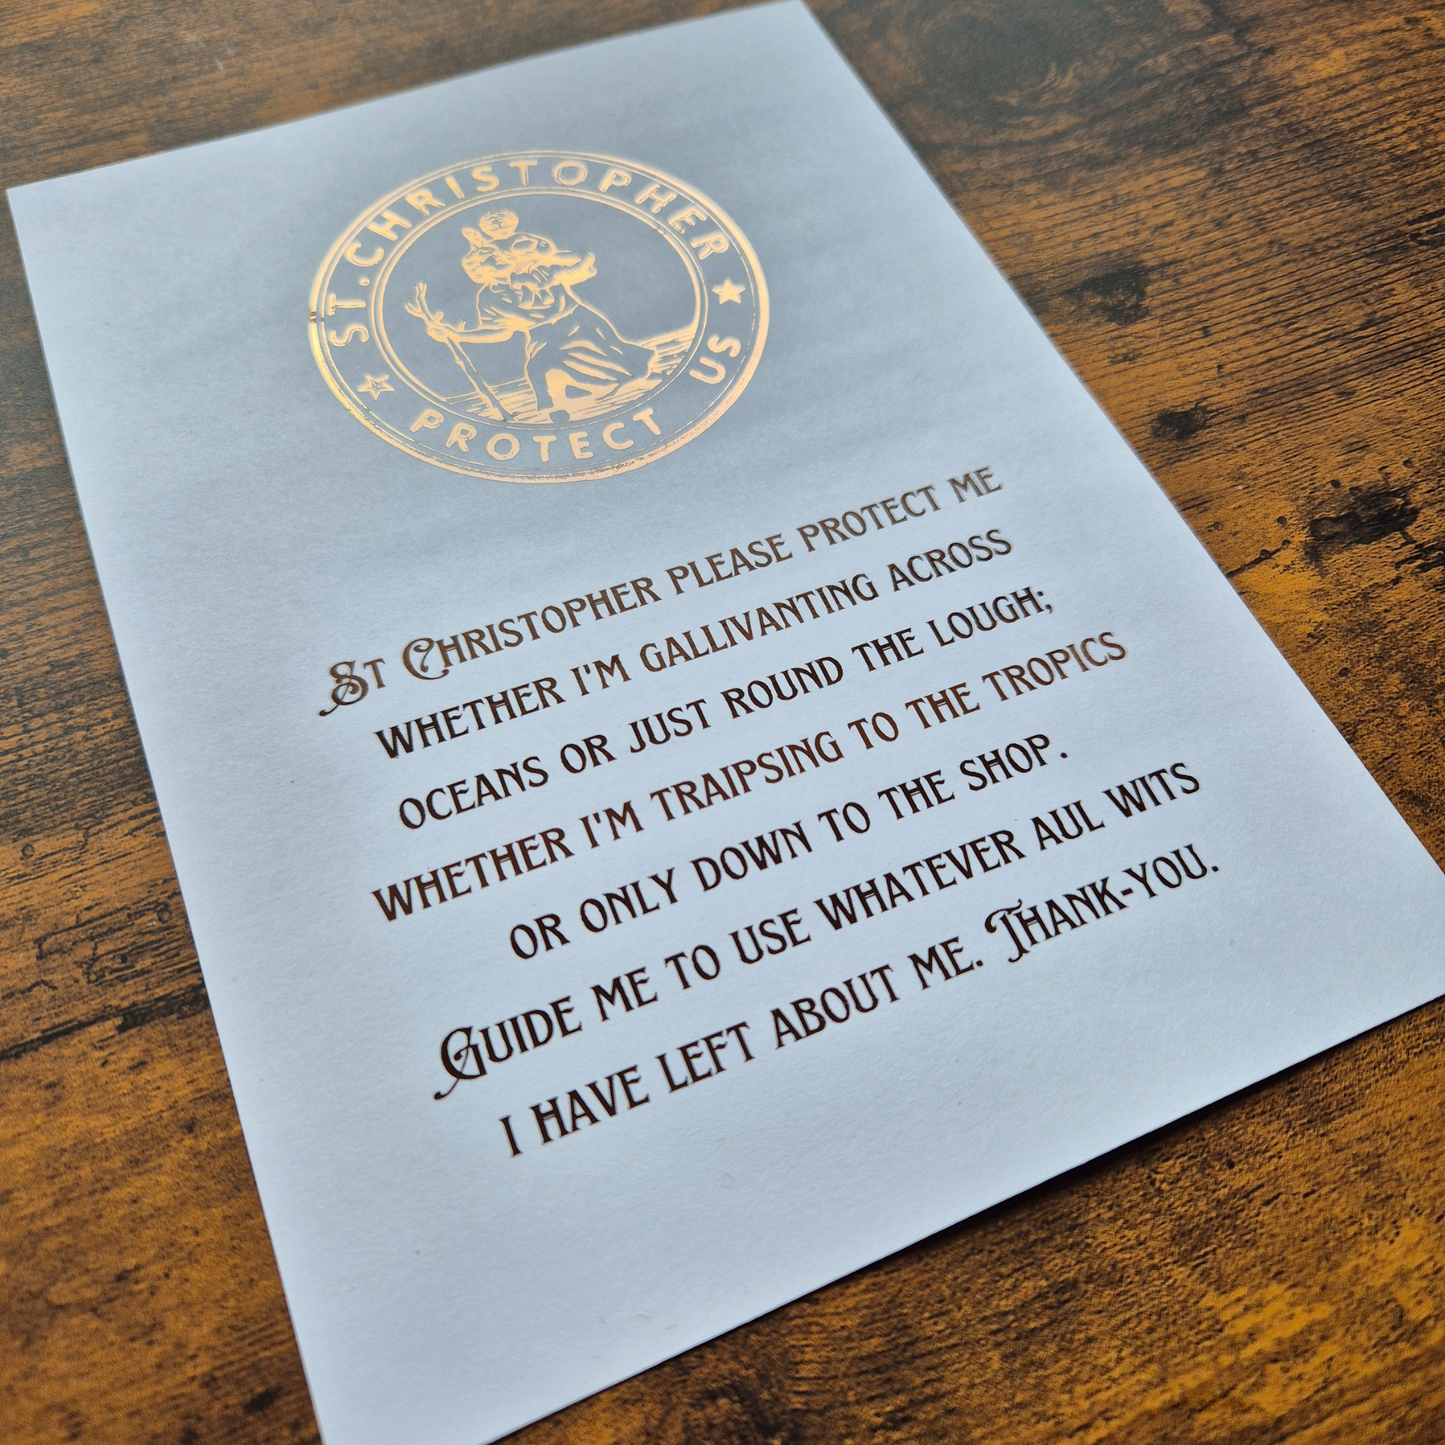 ST. CHRISTOPHER
PROTECT US
St Christopher please protect me
whether I'm gallivanting across
oceans or just round the lough;
whether I'm traipsing to the tropics
or only down to the shop.
Guide me to use whatever aul wits
I have left about me. Thank-you.